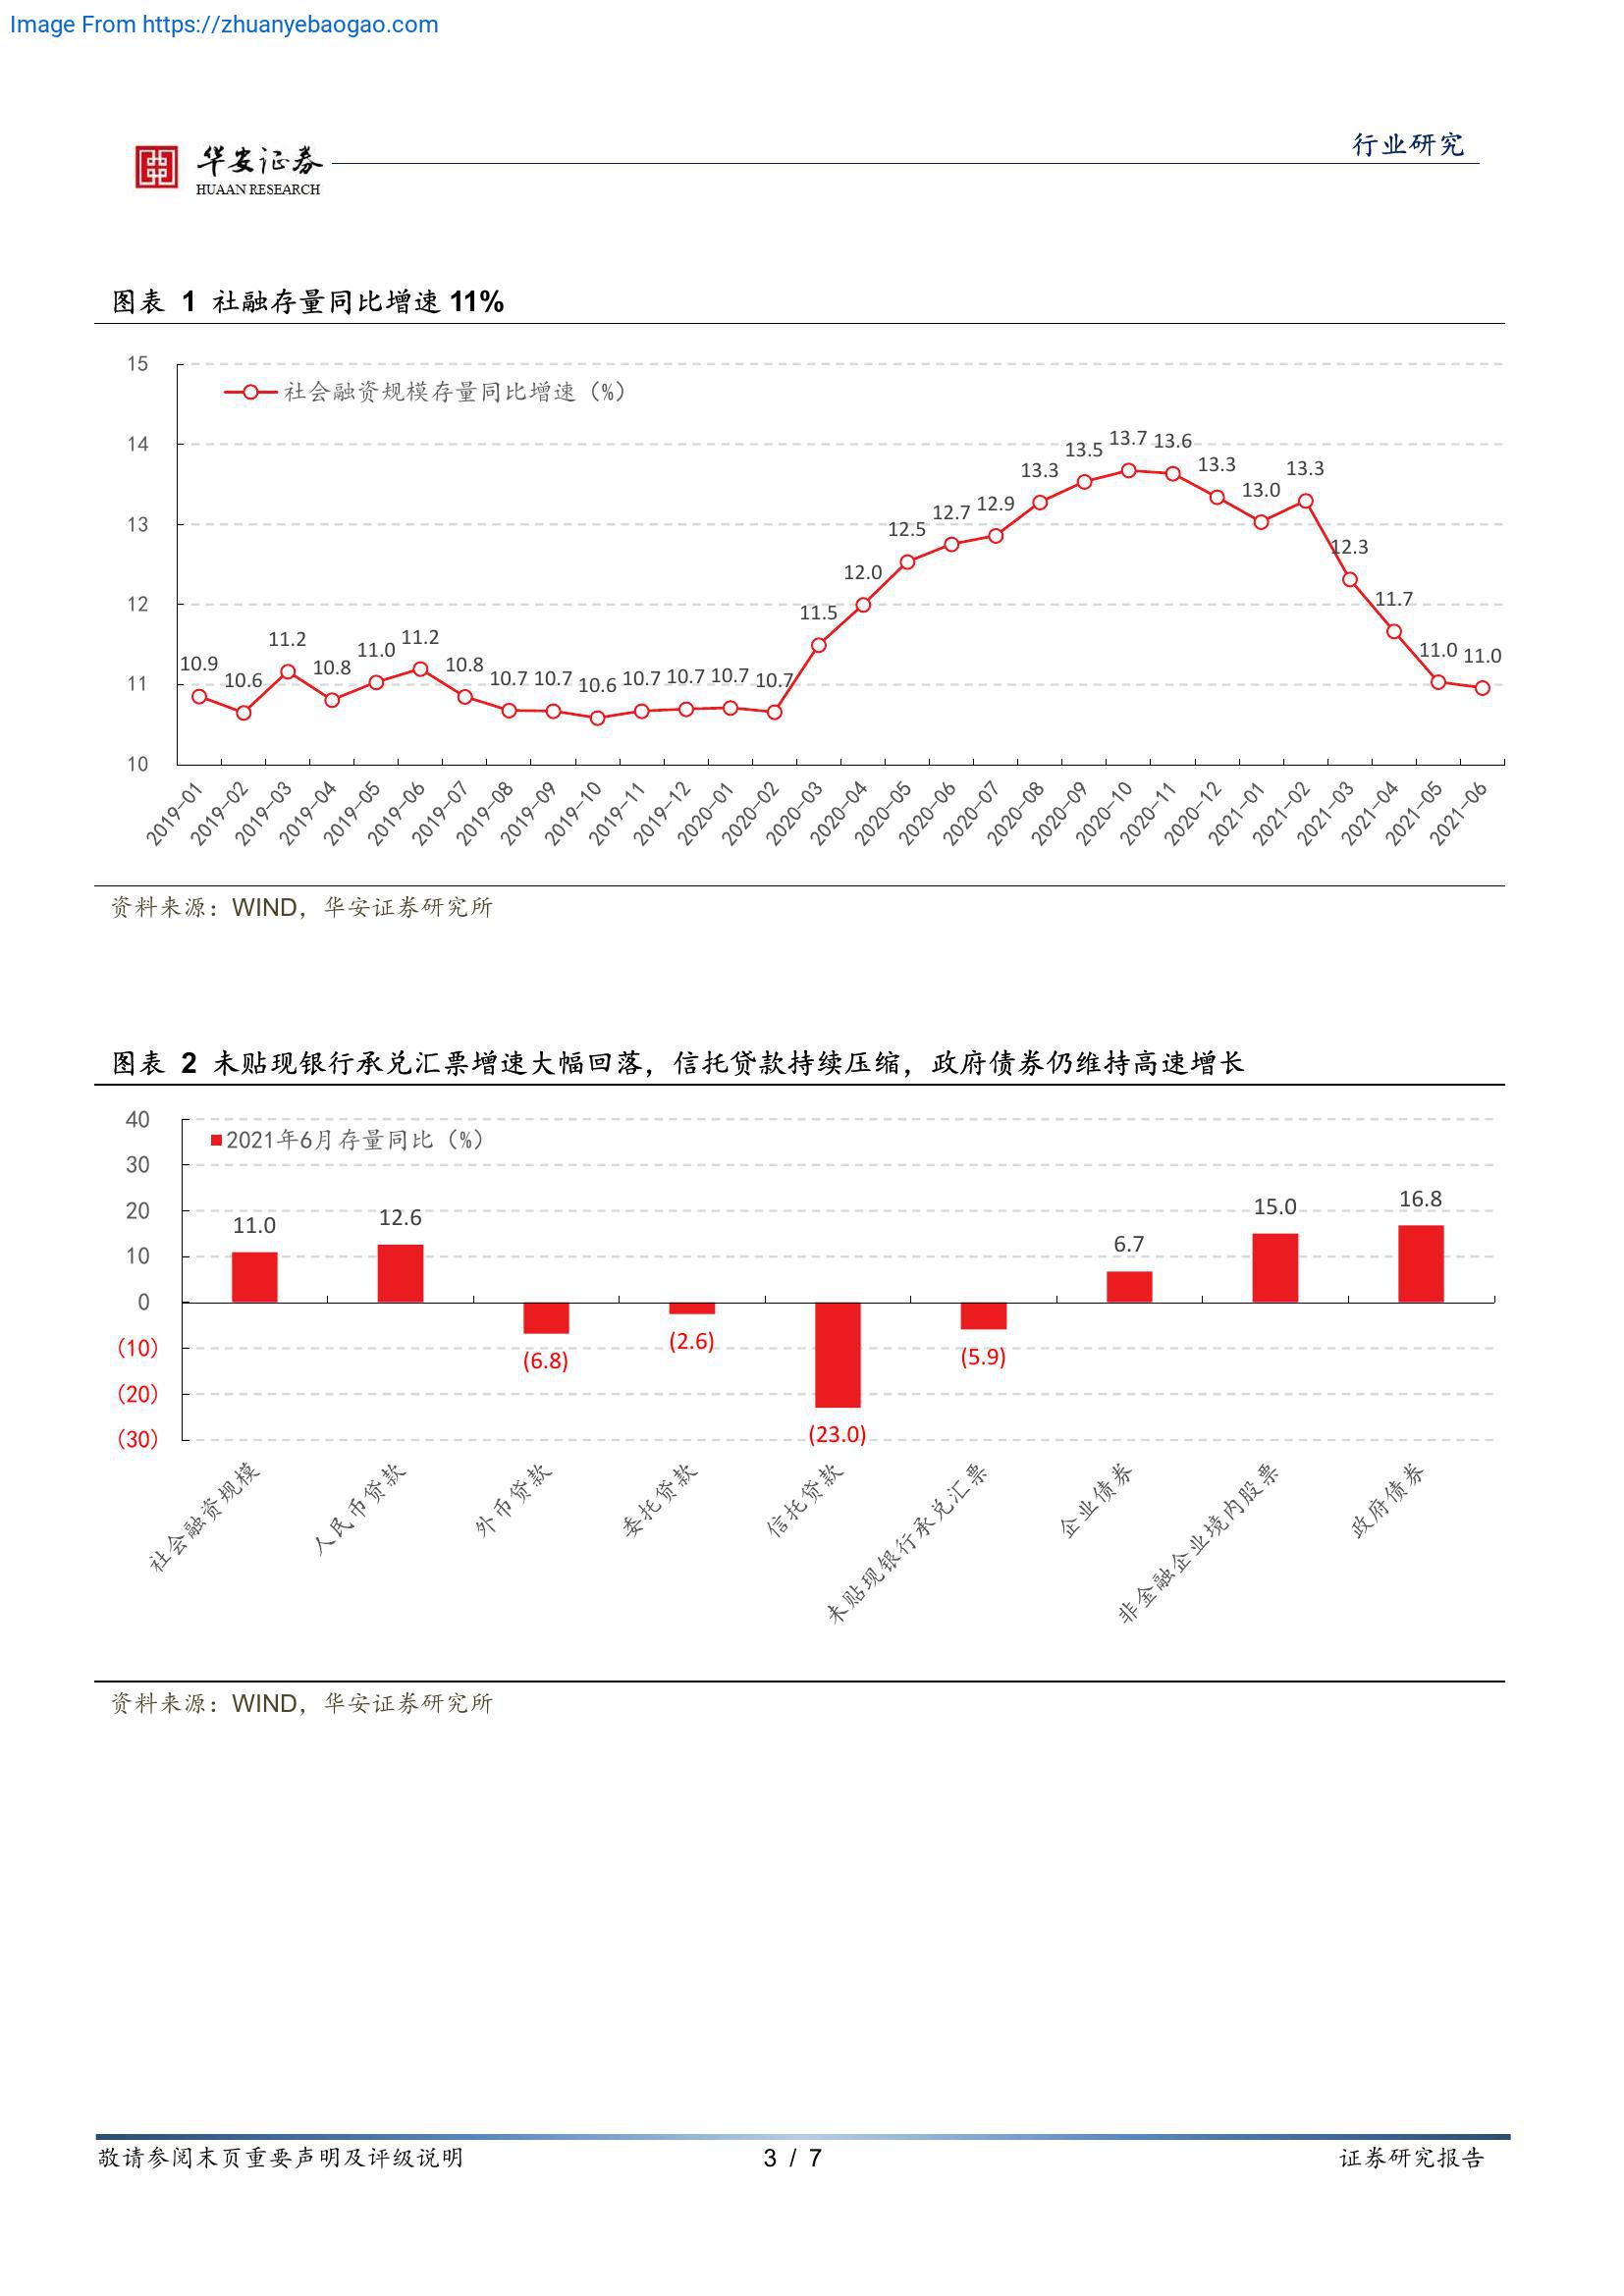 Image From https://zhuanyebaogao.com
华安证券
HUAAN RESEARCH
行业研究
图表 1 社融存量同比增速 11%
社会融资规模存量同比增速（%）
15
14
13
12
11
10
10.9 10.6 11.2 10.8 11.0 11.2 10.8 10.7 10.7 10.6 10.7 10.7 10.7 10.7 11.5 12.0 12.5 12.7 12.9 13.3 13.5 13.7 13.6 13.3 13.0 13.3 12.3 11.7 11.0 11.0
2019-01 2019-02 2019-03 2019-04 2019-05 2019-06 2019-07 2019-08 2019-09 2019-10 2019-11 2019-12 2020-01 2020-02 2020-03 2020-04 2020-05 2020-06 2020-07 2020-08 2020-09 2020-10 2020-11 2020-12 2021-01 2021-02 2021-03 2021-04 2021-05 2021-06
资料来源：WIND，华安证券研究所
图表 2 未贴现银行承兑汇票增速大幅回落，信托贷款持续压缩，政府债券仍维持高速增长
2021年6月存量同比（%）
40
30
20
10
0
(10)
(20)
(30)
11.0 12.6 (6.8) (2.6) (23.0) (5.9) 6.7 15.0 16.8
社会融资规模 人民币贷款 外币贷款 委托贷款 信托贷款 未贴现银行承兑汇票 企业债券 非金融企业境内股票 政府债券
资料来源：WIND，华安证券研究所
敬请参阅末页重要声明及评级说明 3 / 7 证券研究报告